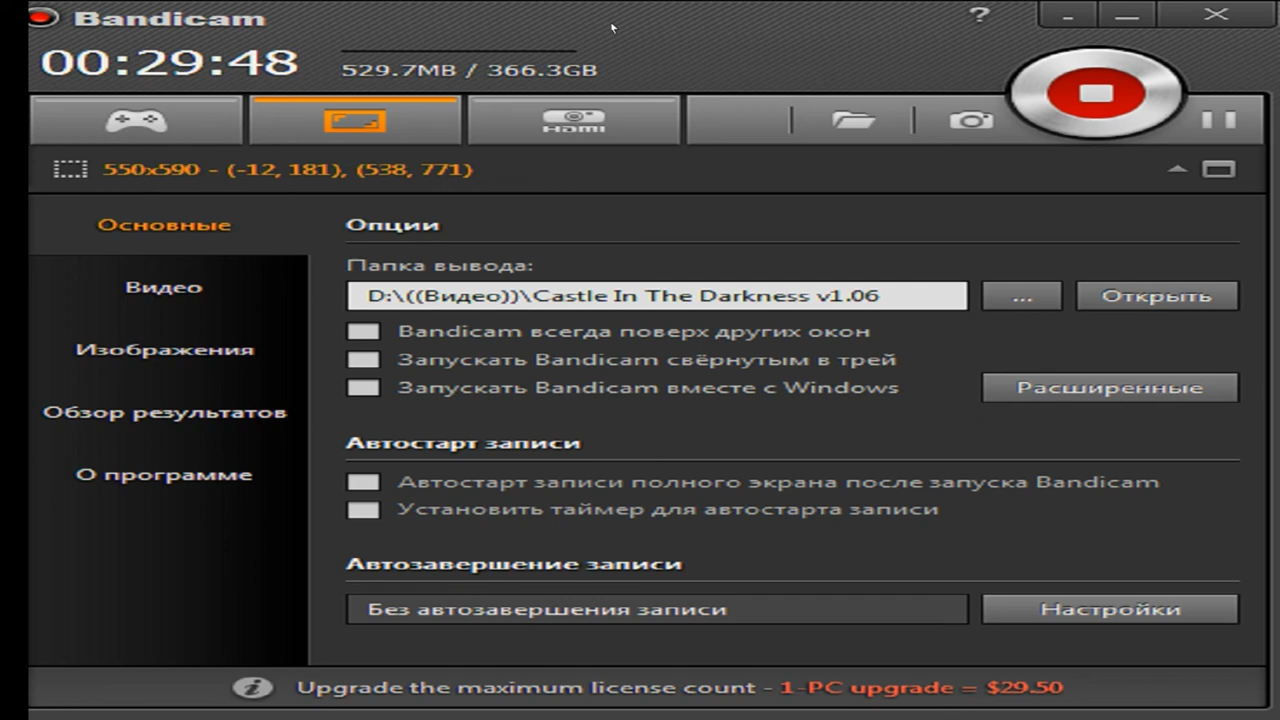 Bandicam
?
00:29:48
529.7MB / 366.3GB
HDMI
550x590 - (-12, 181), (538, 771)
Основные
Видео
Изображения
Обзор результатов
О программе
Опции
Папка вывода:
D:\((Видео))\Castle In The Darkness v1.06
...
Открыть
Bandicam всегда поверх других окон
Запускать Bandicam свёрнутым в трей
Запускать Bandicam вместе с Windows
Расширенные
Автостарт записи
Автостарт записи полного экрана после запуска Bandicam
Установить таймер для автостарта записи
Автозавершение записи
Без автозавершения записи
Настройки
Upgrade the maximum license count - 1-PC upgrade = $29.50